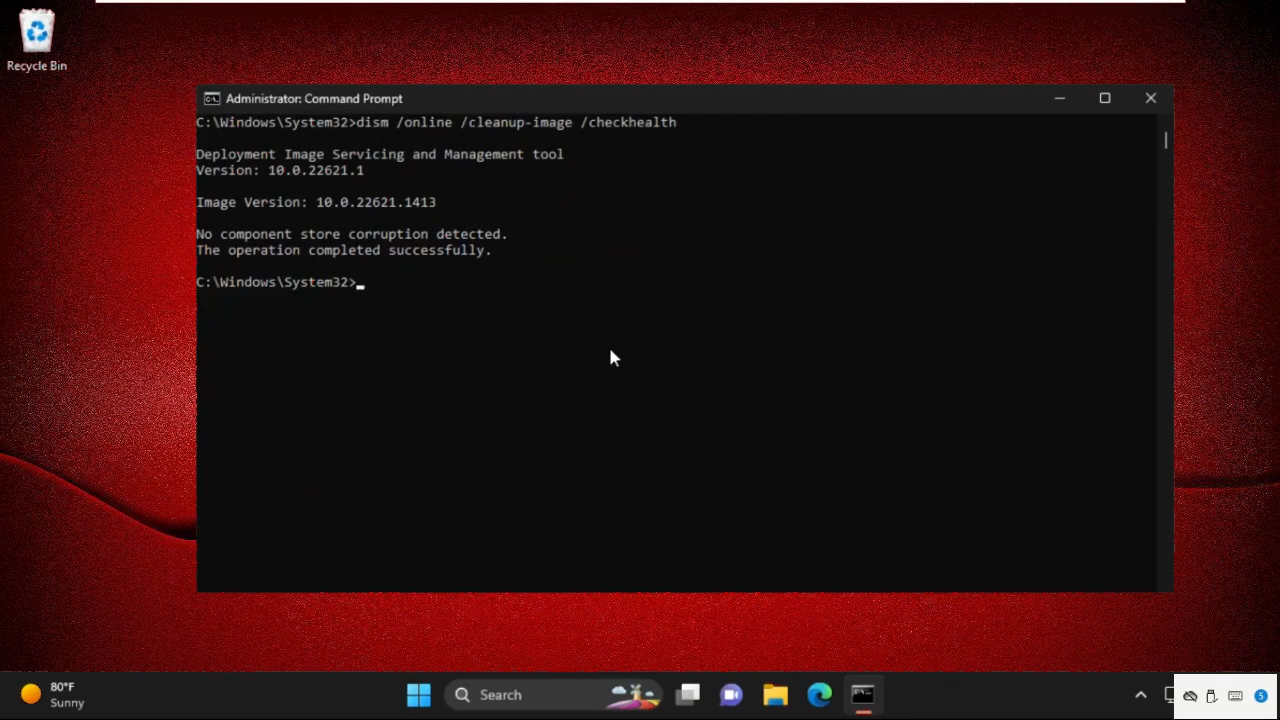 Recycle Bin
Administrator: Command Prompt
C:\Windows\System32>dism /online /cleanup-image /checkhealth
Deployment Image Servicing and Management tool
Version: 10.0.22621.1
Image Version: 10.0.22621.1413
No component store corruption detected.
The operation completed successfully.
C:\Windows\System32>
80°F
Sunny
Search
5